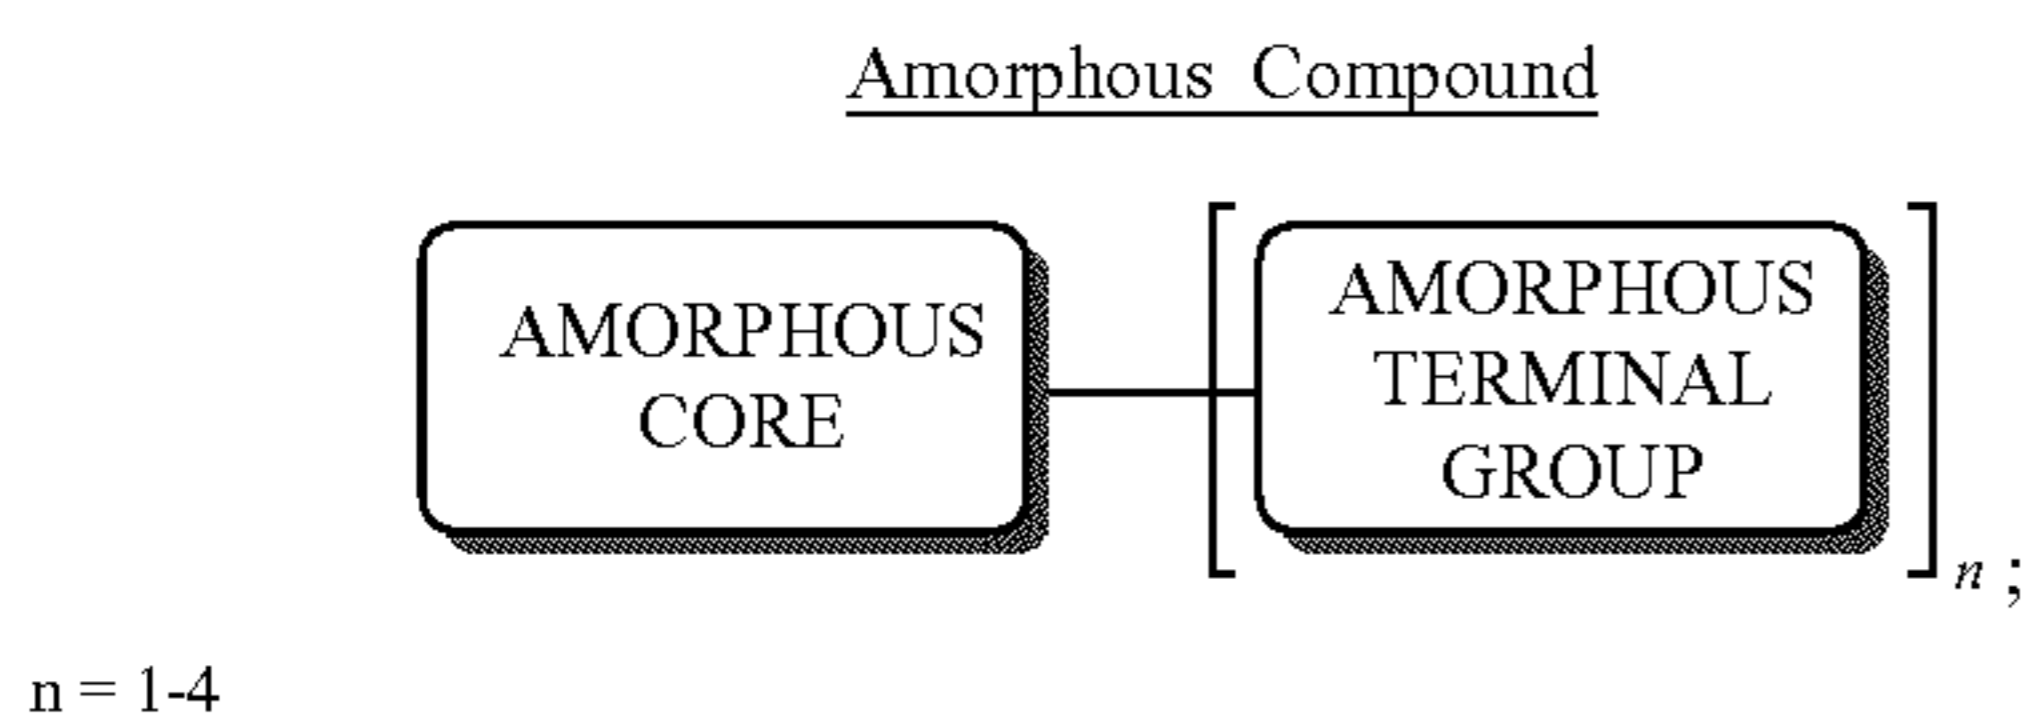 Amorphous Compound
AMORPHOUS
CORE
AMORPHOUS
TERMINAL
GROUP
n ;
n = 1-4